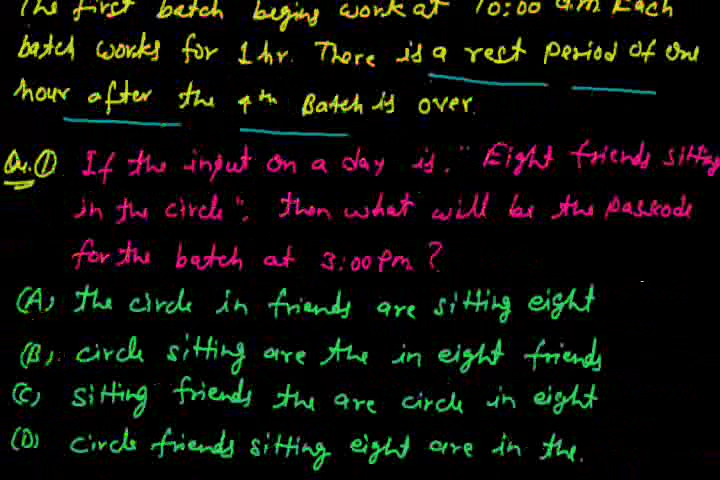 The first batch begins work at 10:00 a.m. Each
batch works for 1 hr. There is a rest period of one
hour after the 4th Batch is over.
Qu.① If the input on a day is. "Eight friends sitting
in the circle", then what will be the passcode
for the batch at 3:00 Pm ?
(A) the circle in friends are sitting eight
(B). circle sitting are the in eight friends
(C) sitting friends the are circle in eight
(D) circle friends sitting eight are in the.